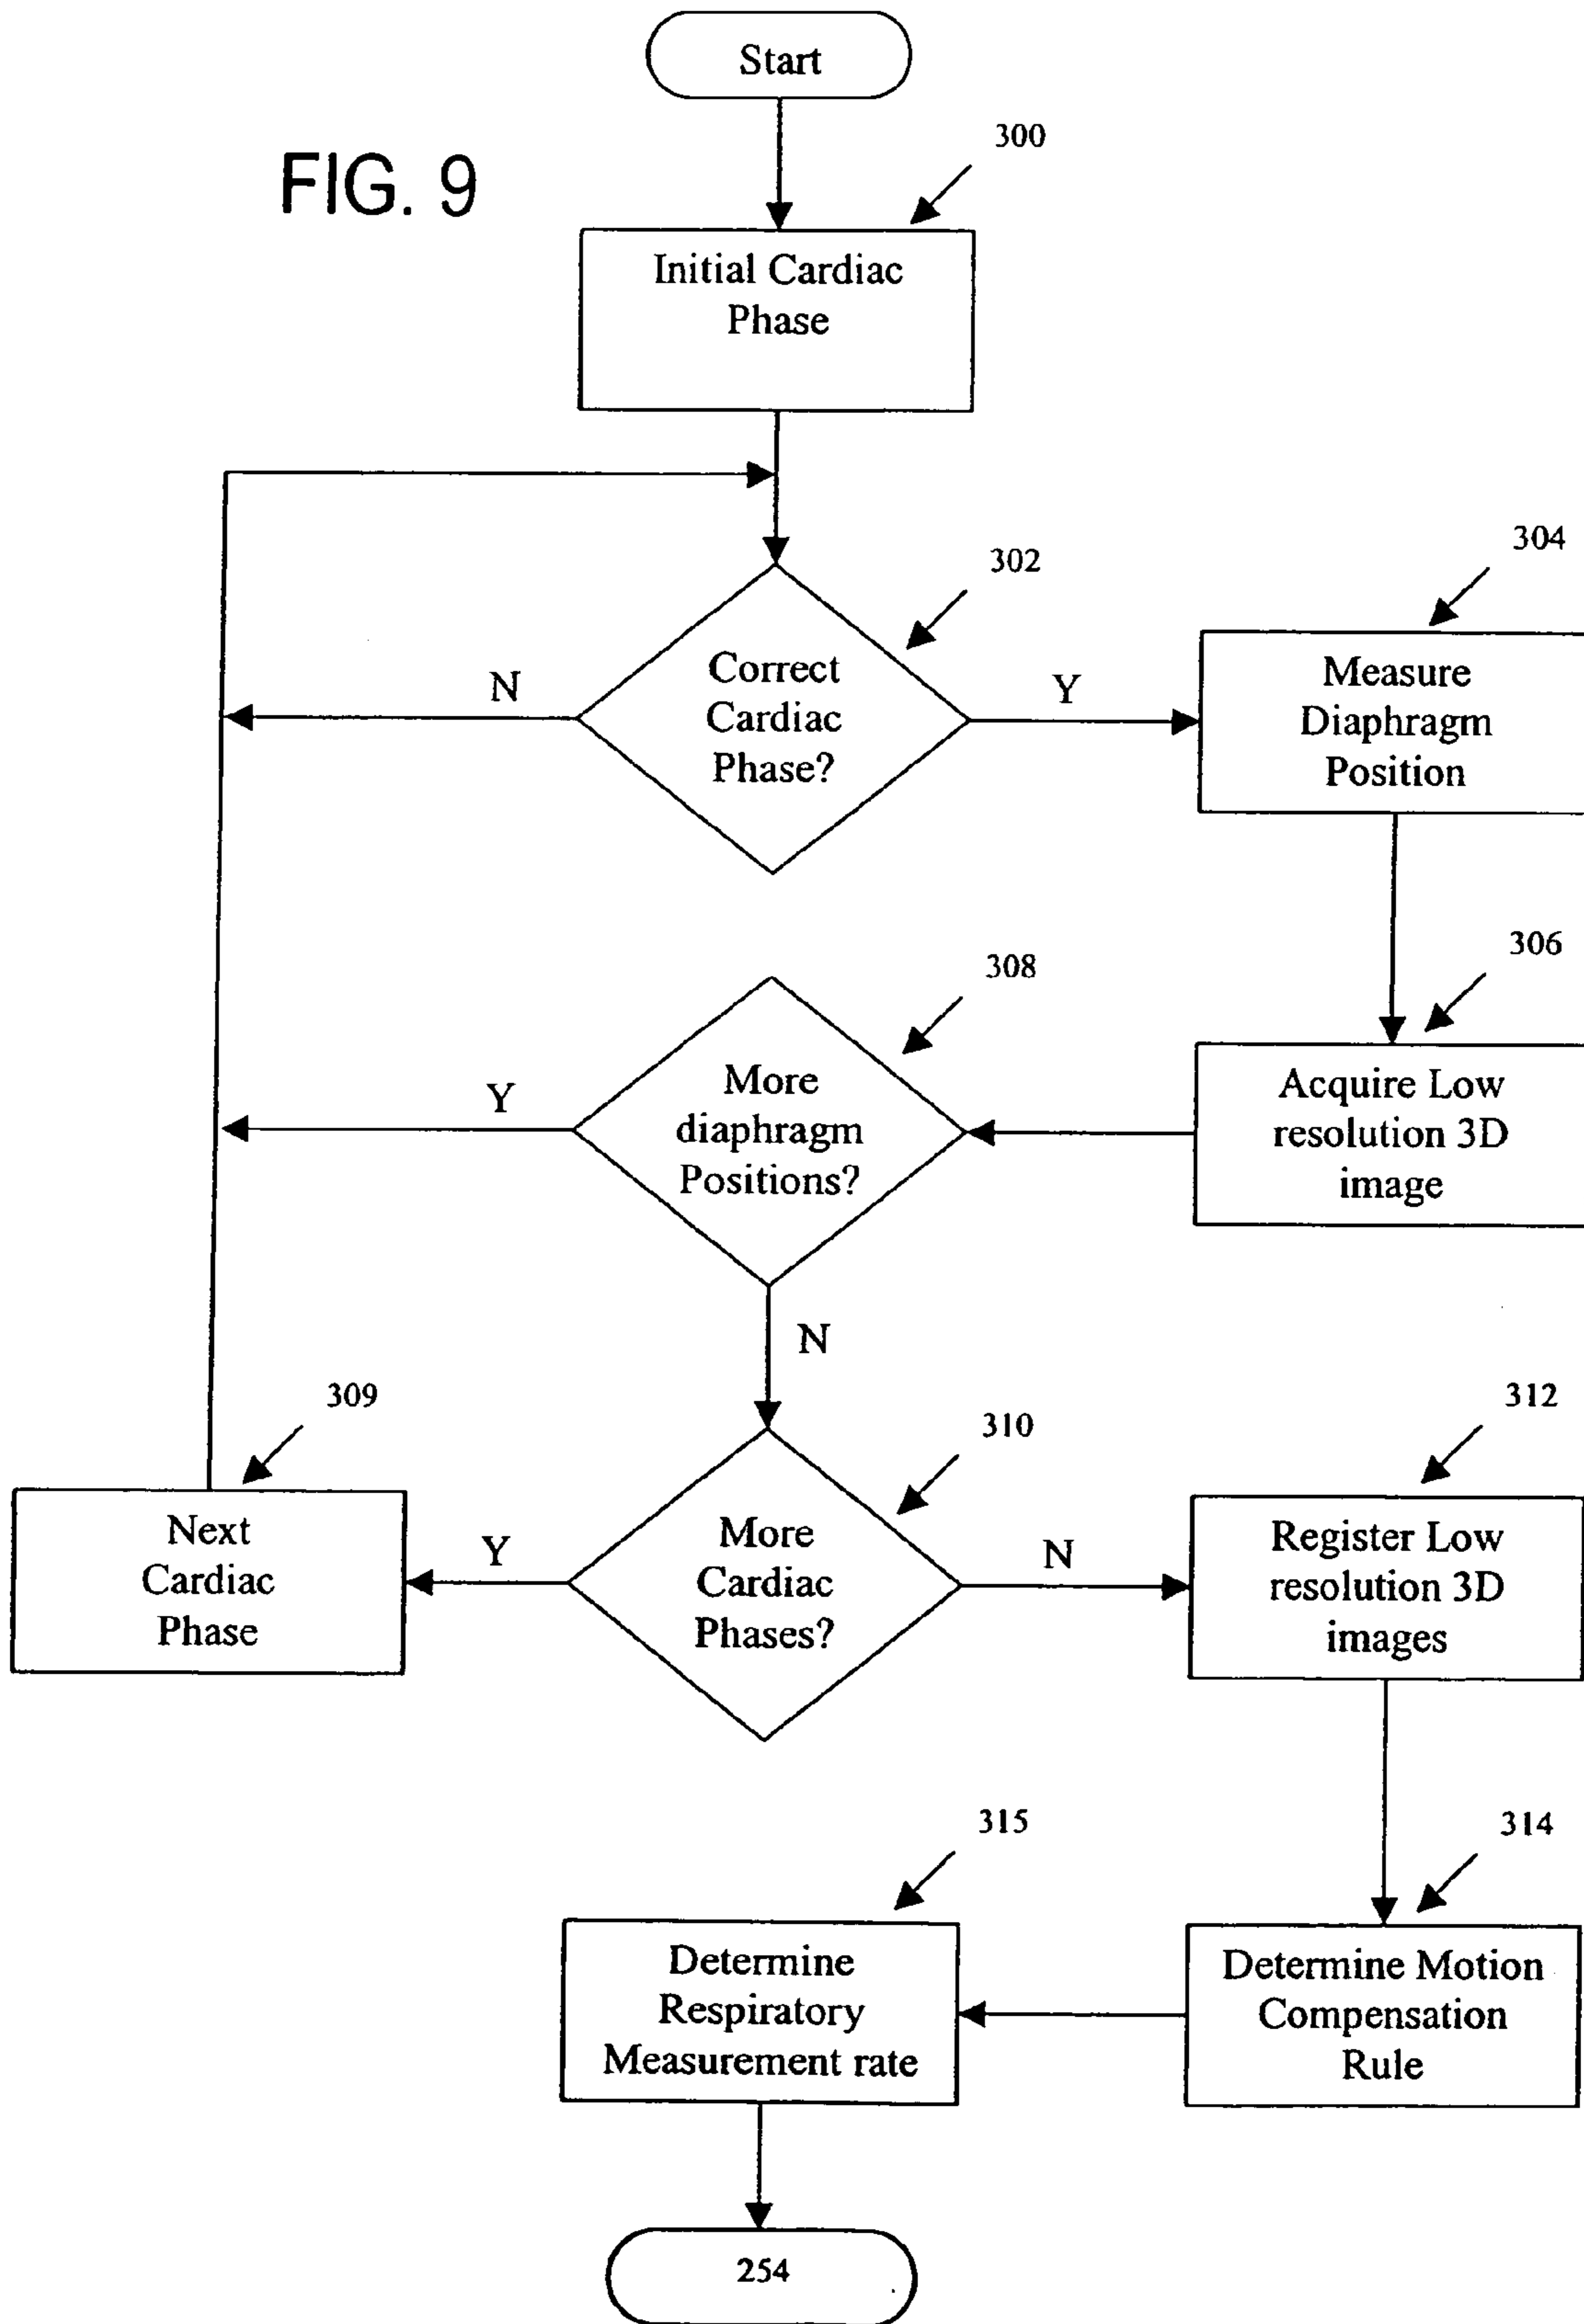 Start
FIG. 9
300
Initial Cardiac
Phase
302
304
Correct
Cardiac
Phase?
N
Y
Measure
Diaphragm
Position
306
308
More
diaphragm
Positions?
Y
Acquire Low
resolution 3D
image
N
309
310
312
Next
Cardiac
Phase
Y
More
Cardiac
Phases?
N
Register Low
resolution 3D
images
315
314
Determine
Respiratory
Measurement rate
Determine Motion
Compensation
Rule
254